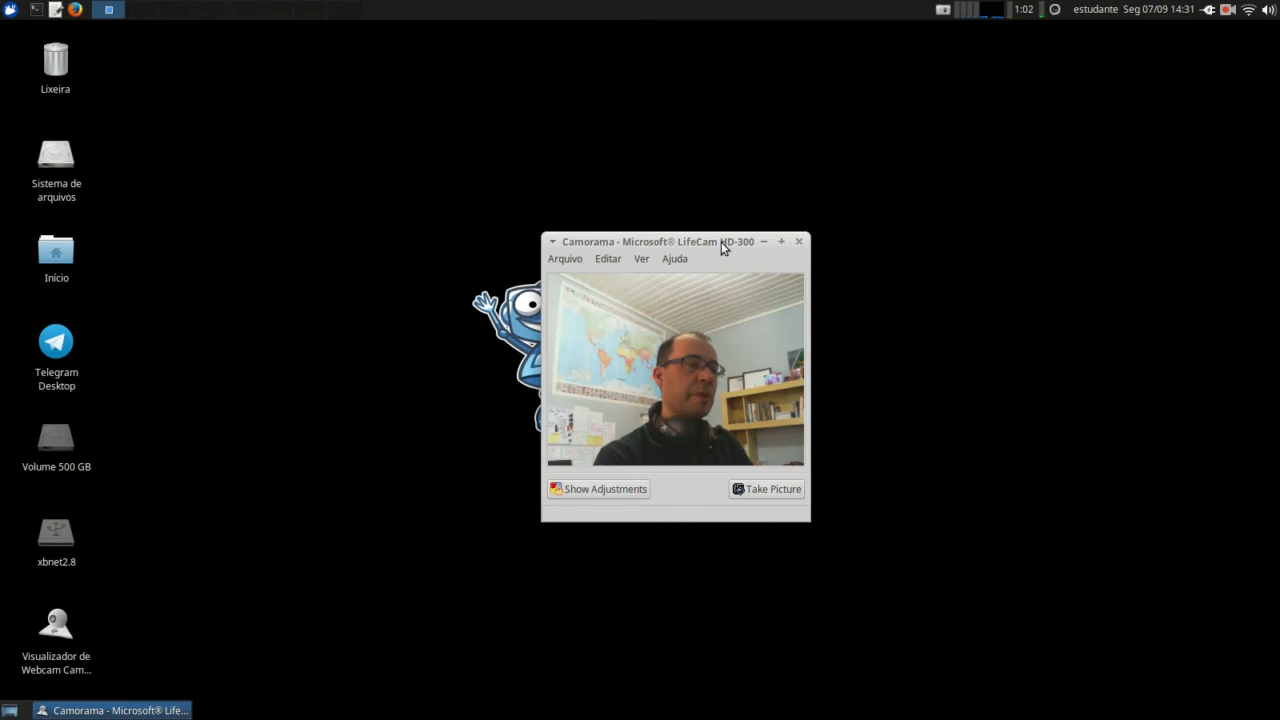 1:02
estudante Seg 07/09 14:31
Lixeira
Sistema de
arquivos
Início
Telegram
Desktop
Volume 500 GB
xbnet2.8
Visualizador de
Webcam Cam...
Camorama - Microsoft® LifeCam HD-300
Arquivo Editar Ver Ajuda
Show Adjustments
Take Picture
Camorama - Microsoft® Life...